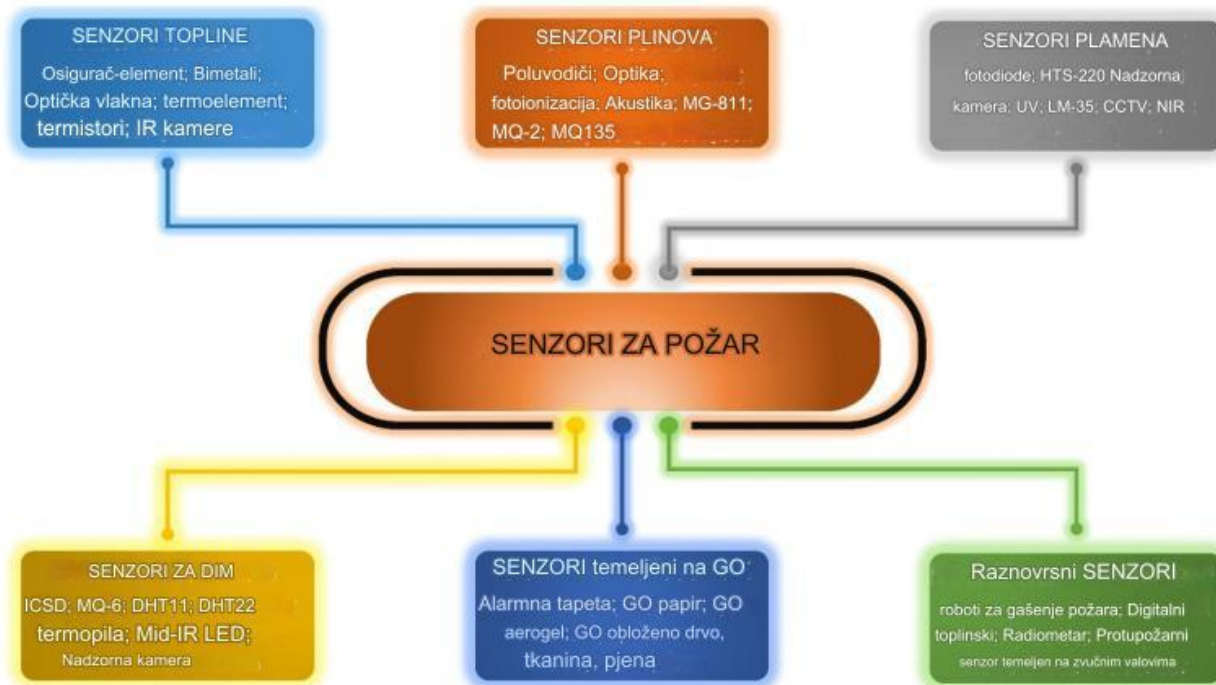 SENZORI TOPLINE
Osigurač-element; Bimetali;
Optička vlakna; termoelement;
termistori; IR kamere
SENZORI PLINOVA
Poluvodiči; Optika;
fotoionizacija; Akustika; MG-811;
MQ-2; MQ135
SENZORI PLAMENA
fotodiode; HTS-220 Nadzorna
kamera: UV; LM-35; CCTV; NIR
SENZORI ZA POŽAR
SENZORI ZA DIM
ICSD; MQ-6; DHT11; DHT22
termopila; Mid-IR LED;
Nadzorna kamera
SENZORI temeljeni na GO
Alarmna tapeta; GO papir; GO
aerogel; GO obloženo drvo,
tkanina, pjena
Raznovrsni SENZORI
roboti za gašenje požara; Digitalni
toplinski; Radiometar; Protupožarni
senzor temeljen na zvučnim valovima